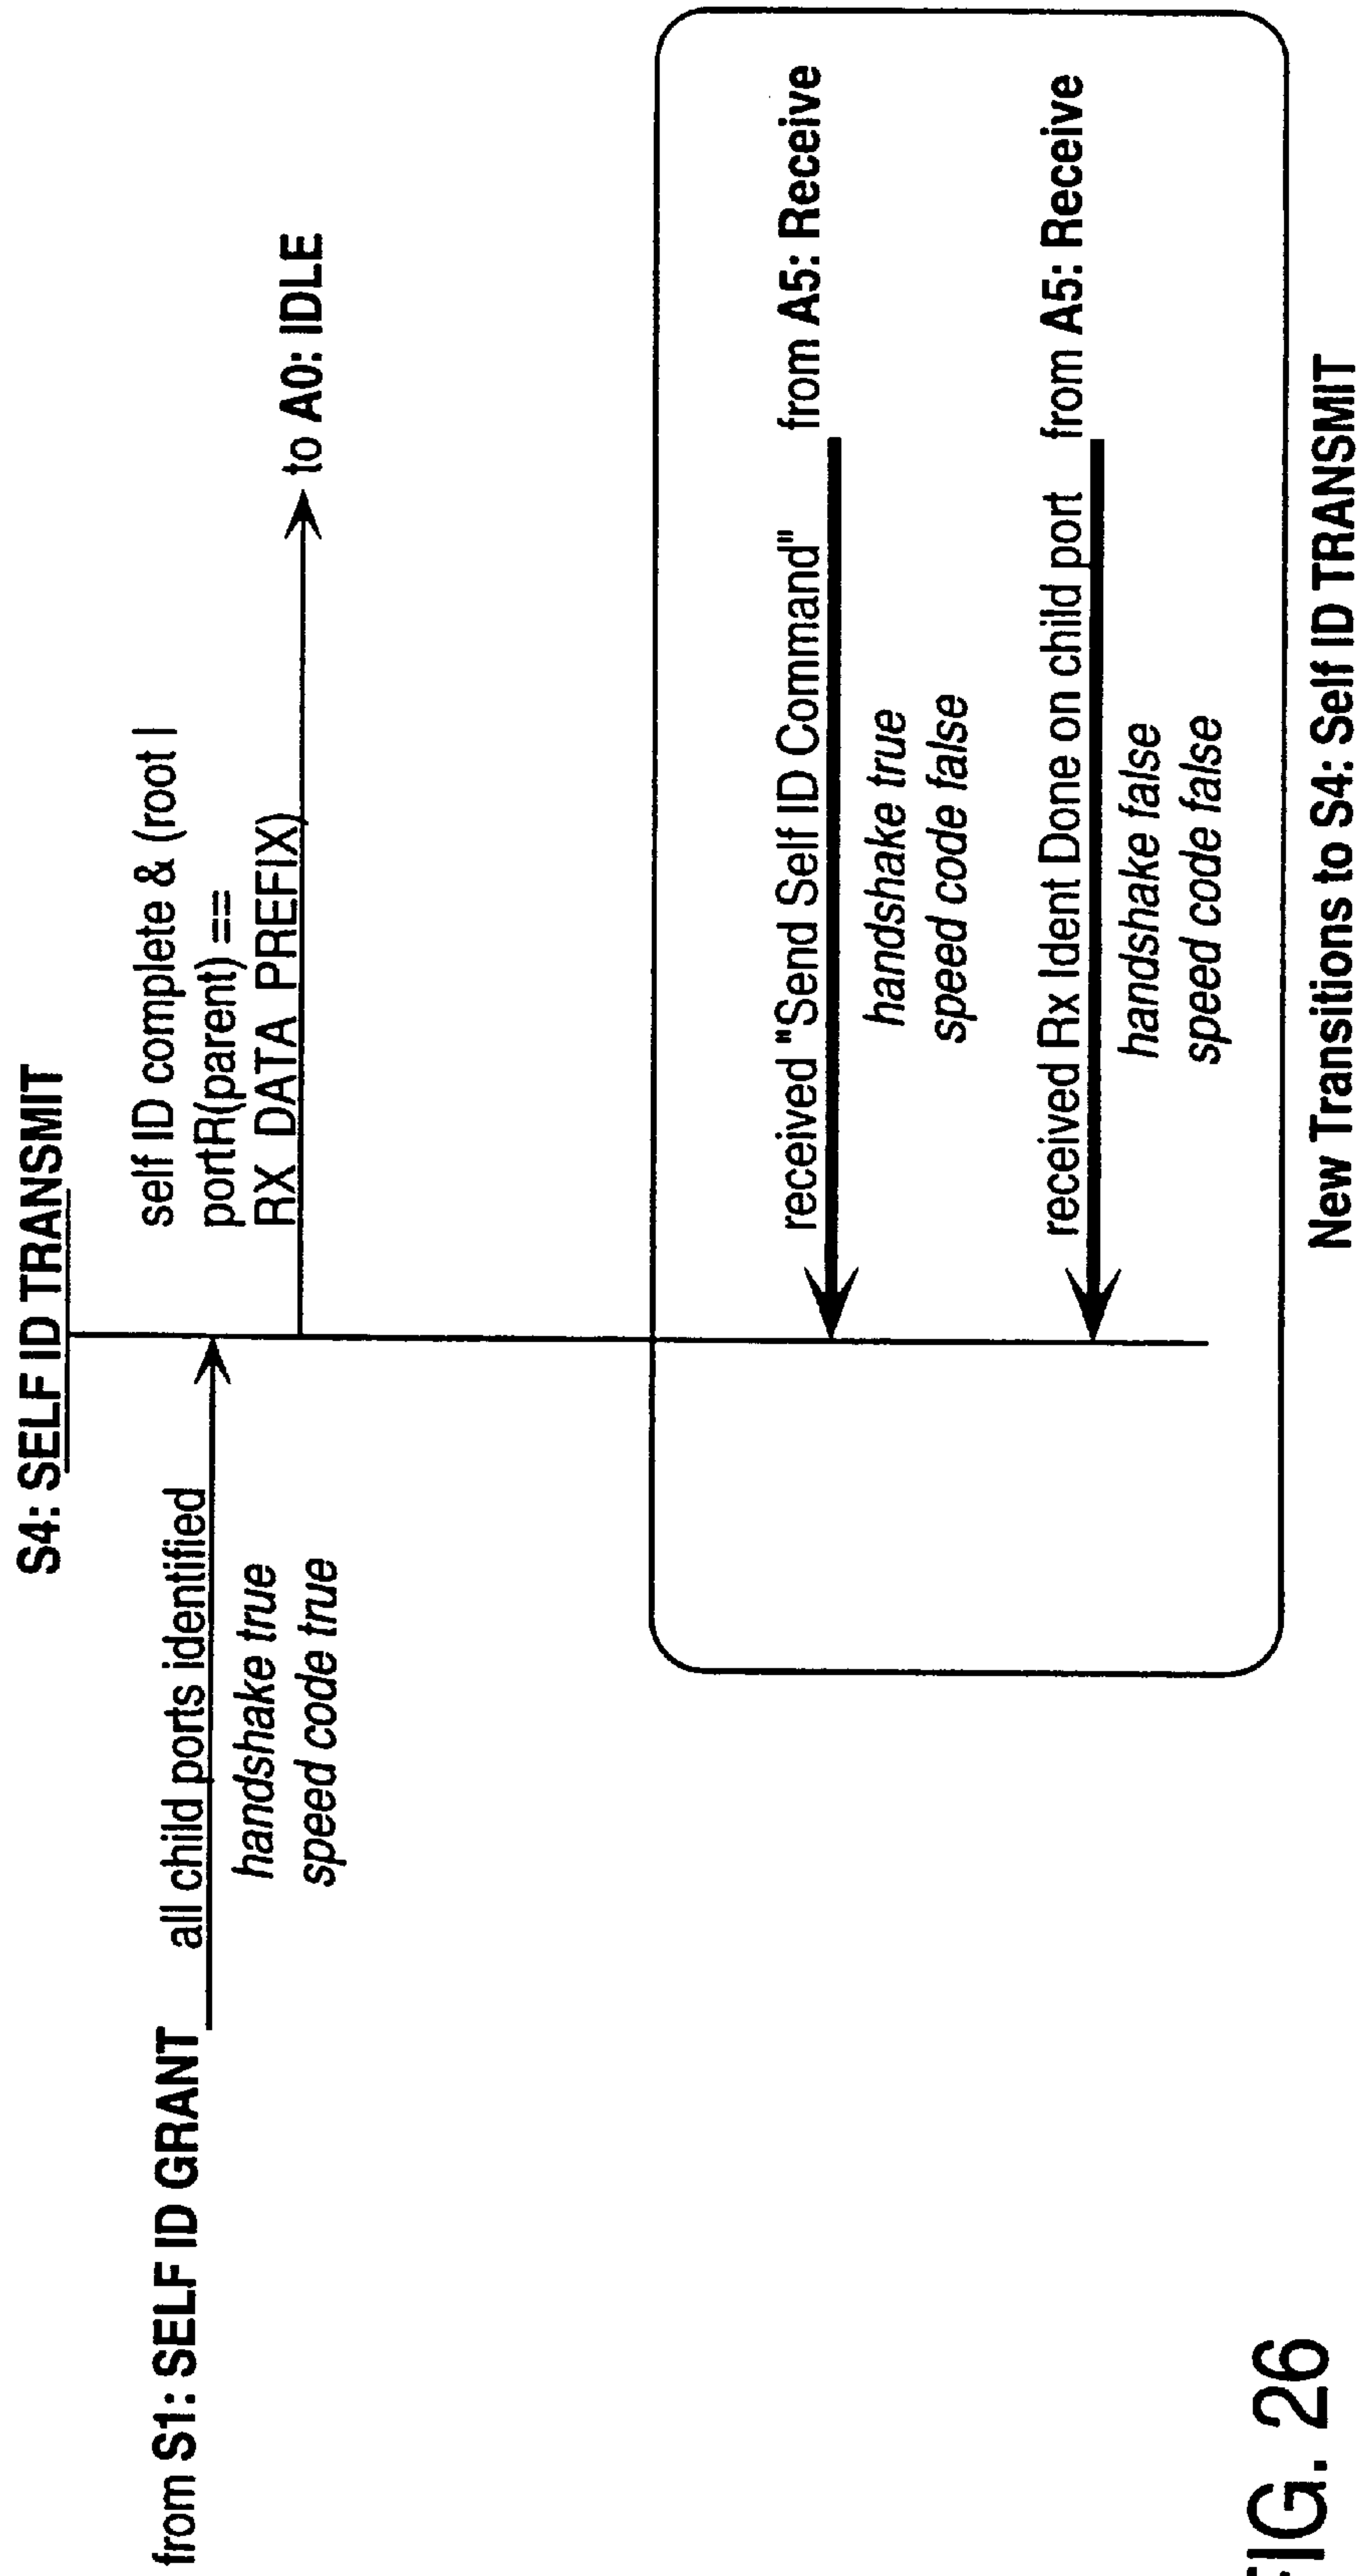 S4: SELF ID TRANSMIT
from S1: SELF ID GRANT
all child ports identified
handshake true
speed code true
self ID complete & (root |
portR(parent) ==
RX DATA PREFIX)
to A0: IDLE
received "Send Self ID Command"
from A5: Receive
handshake true
speed code false
received Rx Ident Done on child port
from A5: Receive
handshake false
speed code false
New Transitions to S4: Self ID TRANSMIT
FIG. 26